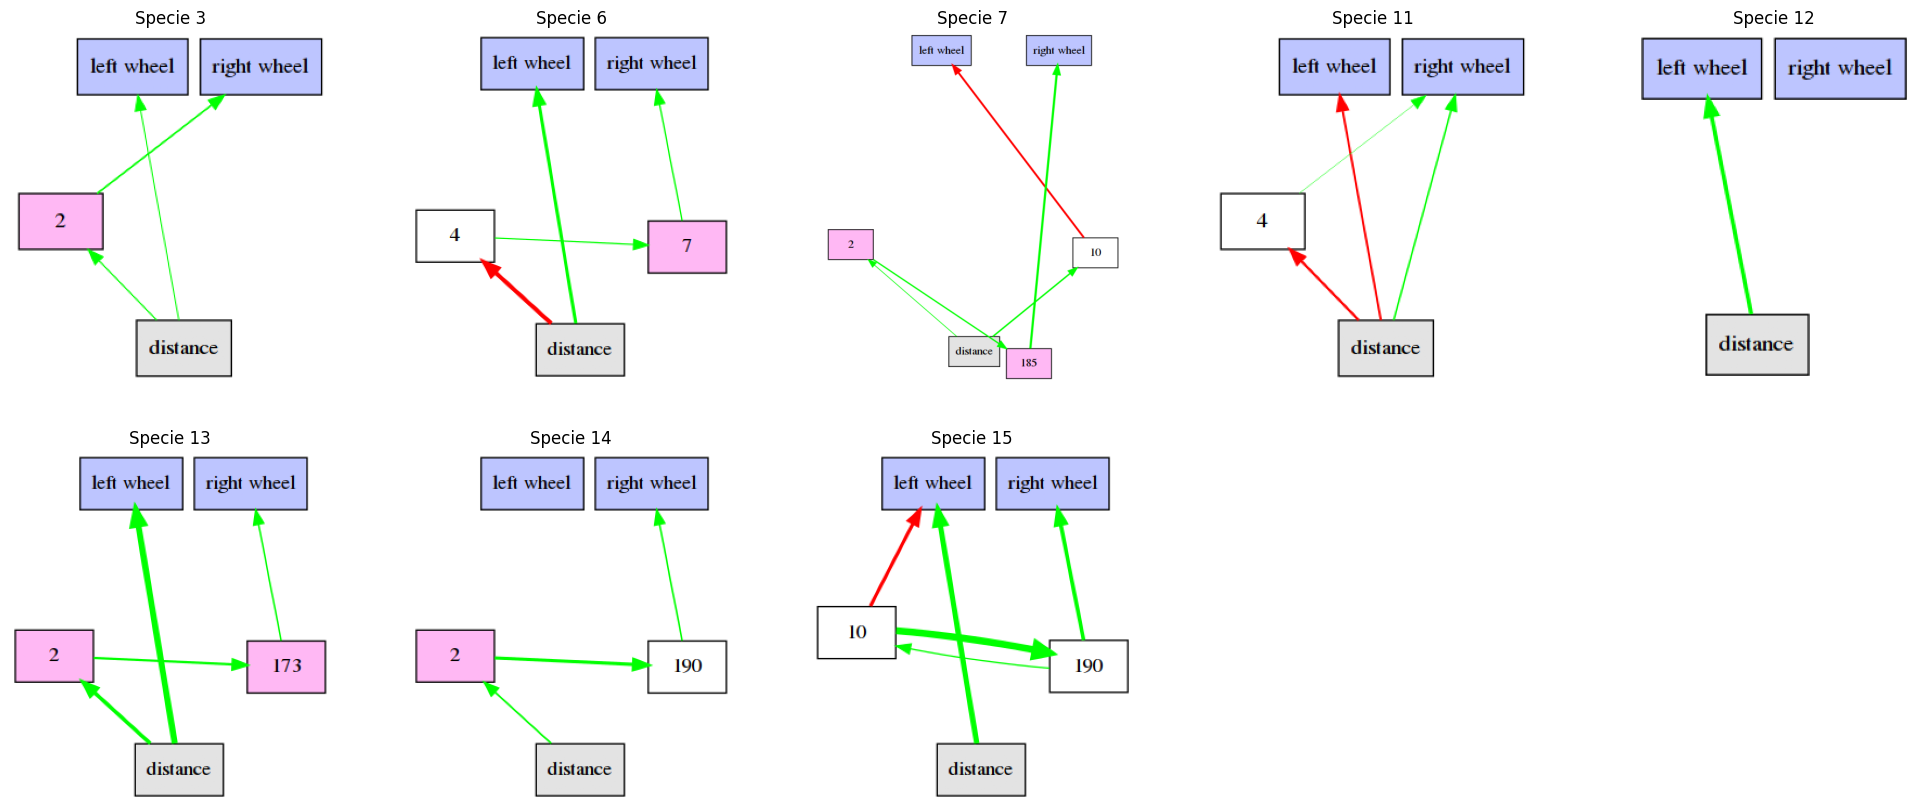 Specie 3
left wheel
right wheel
2
distance
Specie 6
left wheel
right wheel
4
7
distance
Specie 7
left wheel
right wheel
2
10
distance
185
Specie 11
left wheel
right wheel
4
distance
Specie 12
left wheel
right wheel
distance
Specie 13
left wheel
right wheel
2
173
distance
Specie 14
left wheel
right wheel
2
190
distance
Specie 15
left wheel
right wheel
10
190
distance